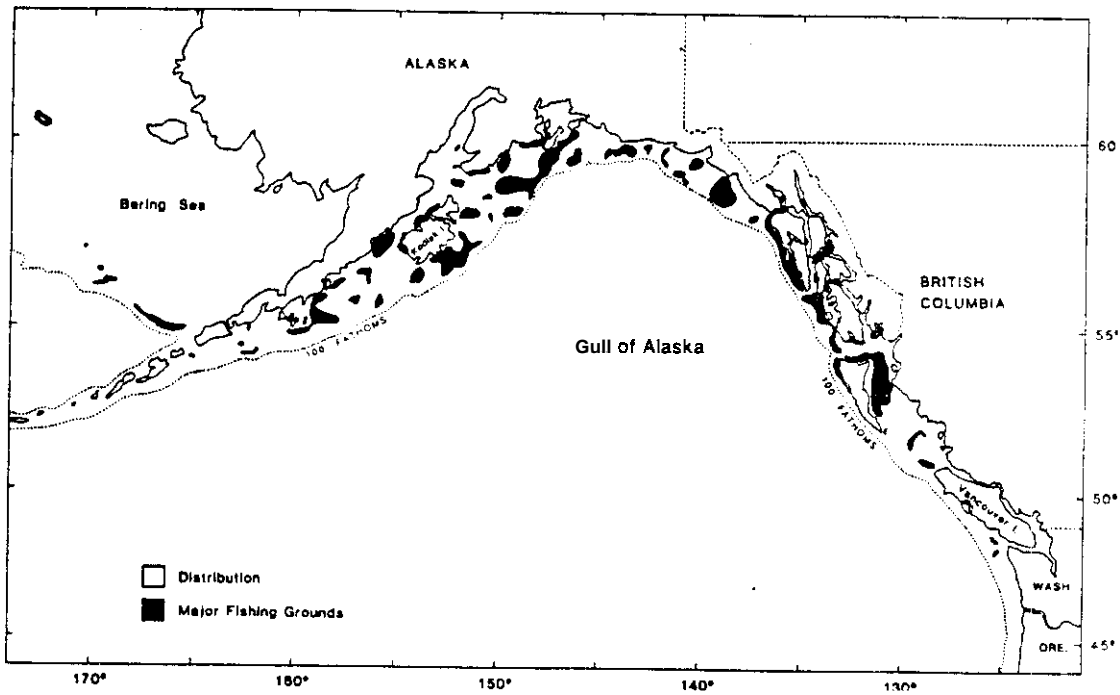 ALASKA
60
Bering Sea
Kodiak
BRITISH
COLUMBIA
55°
100 FATHOMS
Gull of Alaska
100 FATHOMS
50°
Vancouver I.
Distribution
WASH
Major Fishing Grounds
ORE.
45°
170° 160° 150° 140° 130°